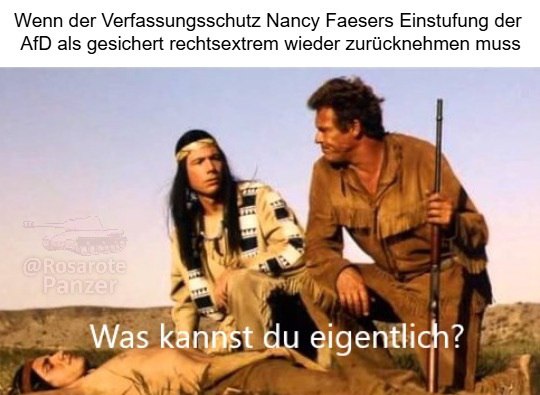 Wenn der Verfassungsschutz Nancy Faesers Einstufung der
AfD als gesichert rechtsextrem wieder zurücknehmen muss
@Rosarote
Panzer
Was kannst du eigentlich?